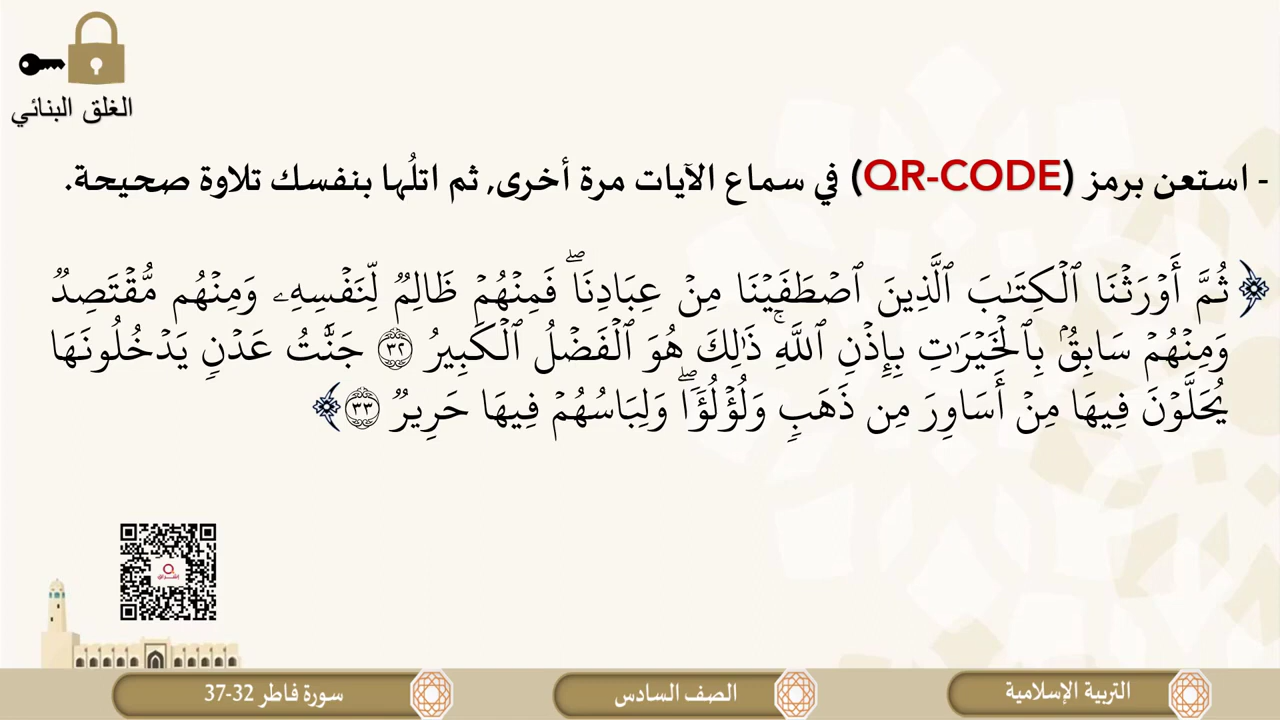 الغلق البنائي
- استعن برمز (QR-CODE) في سماع الآيات مرة أخرى, ثم اتلُها بنفسك تلاوة صحيحة.
﴿ثُمَّ أَوۡرَثۡنَا ٱلۡكِتَٰبَ ٱلَّذِينَ ٱصۡطَفَيۡنَا مِنۡ عِبَادِنَاۖ فَمِنۡهُمۡ ظَالِمٞ لِّنَفۡسِهِۦ وَمِنۡهُم مُّقۡتَصِدٞ
وَمِنۡهُمۡ سَابِقُۢ بِٱلۡخَيۡرَٰتِ بِإِذۡنِ ٱللَّهِۚ ذَٰلِكَ هُوَ ٱلۡفَضۡلُ ٱلۡكَبِيرُ ٣٢ جَنَّٰتُ عَدۡنٖ يَدۡخُلُونَهَا
يُحَلَّوۡنَ فِيهَا مِنۡ أَسَاوِرَ مِن ذَهَبٖ وَلُؤۡلُؤٗاۖ وَلِبَاسُهُمۡ فِيهَا حَرِيرٞ ٣٣﴾
إشراق
التربية الإسلامية
الصف السادس
سورة فاطر 32-37